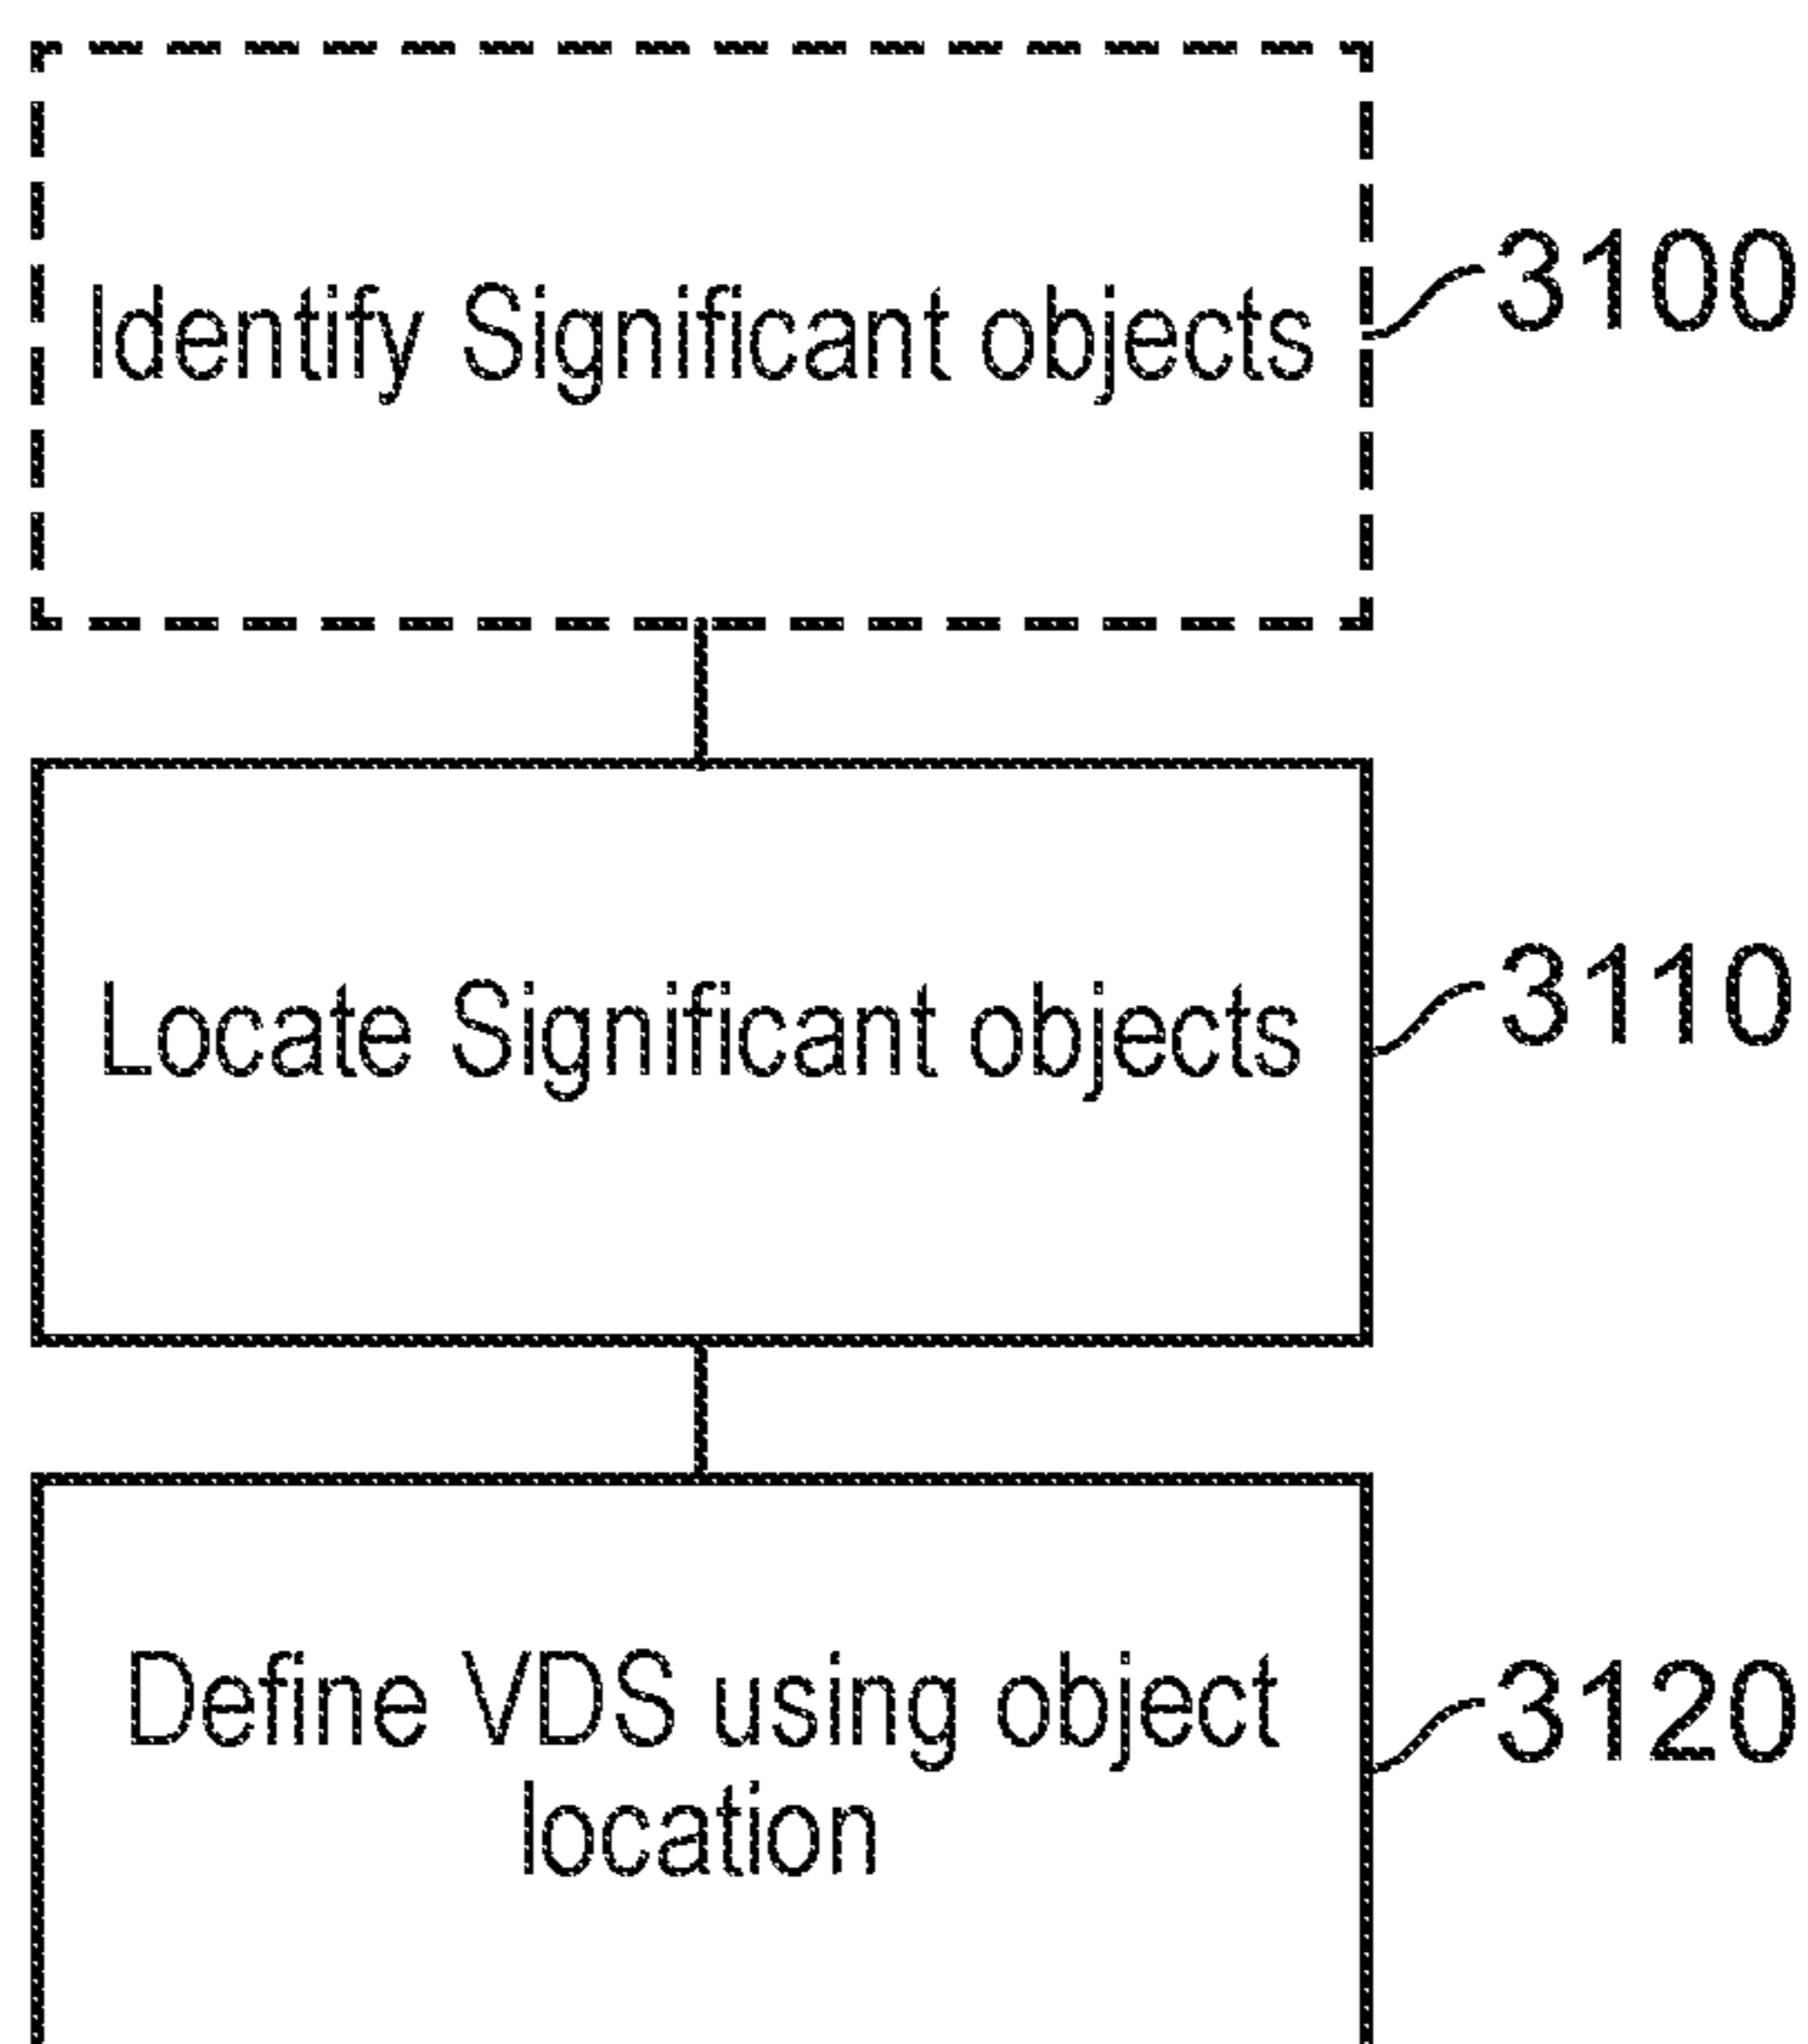 Identify Significant objects
3100
Locate Significant objects
3110
Define VDS using object
location
3120